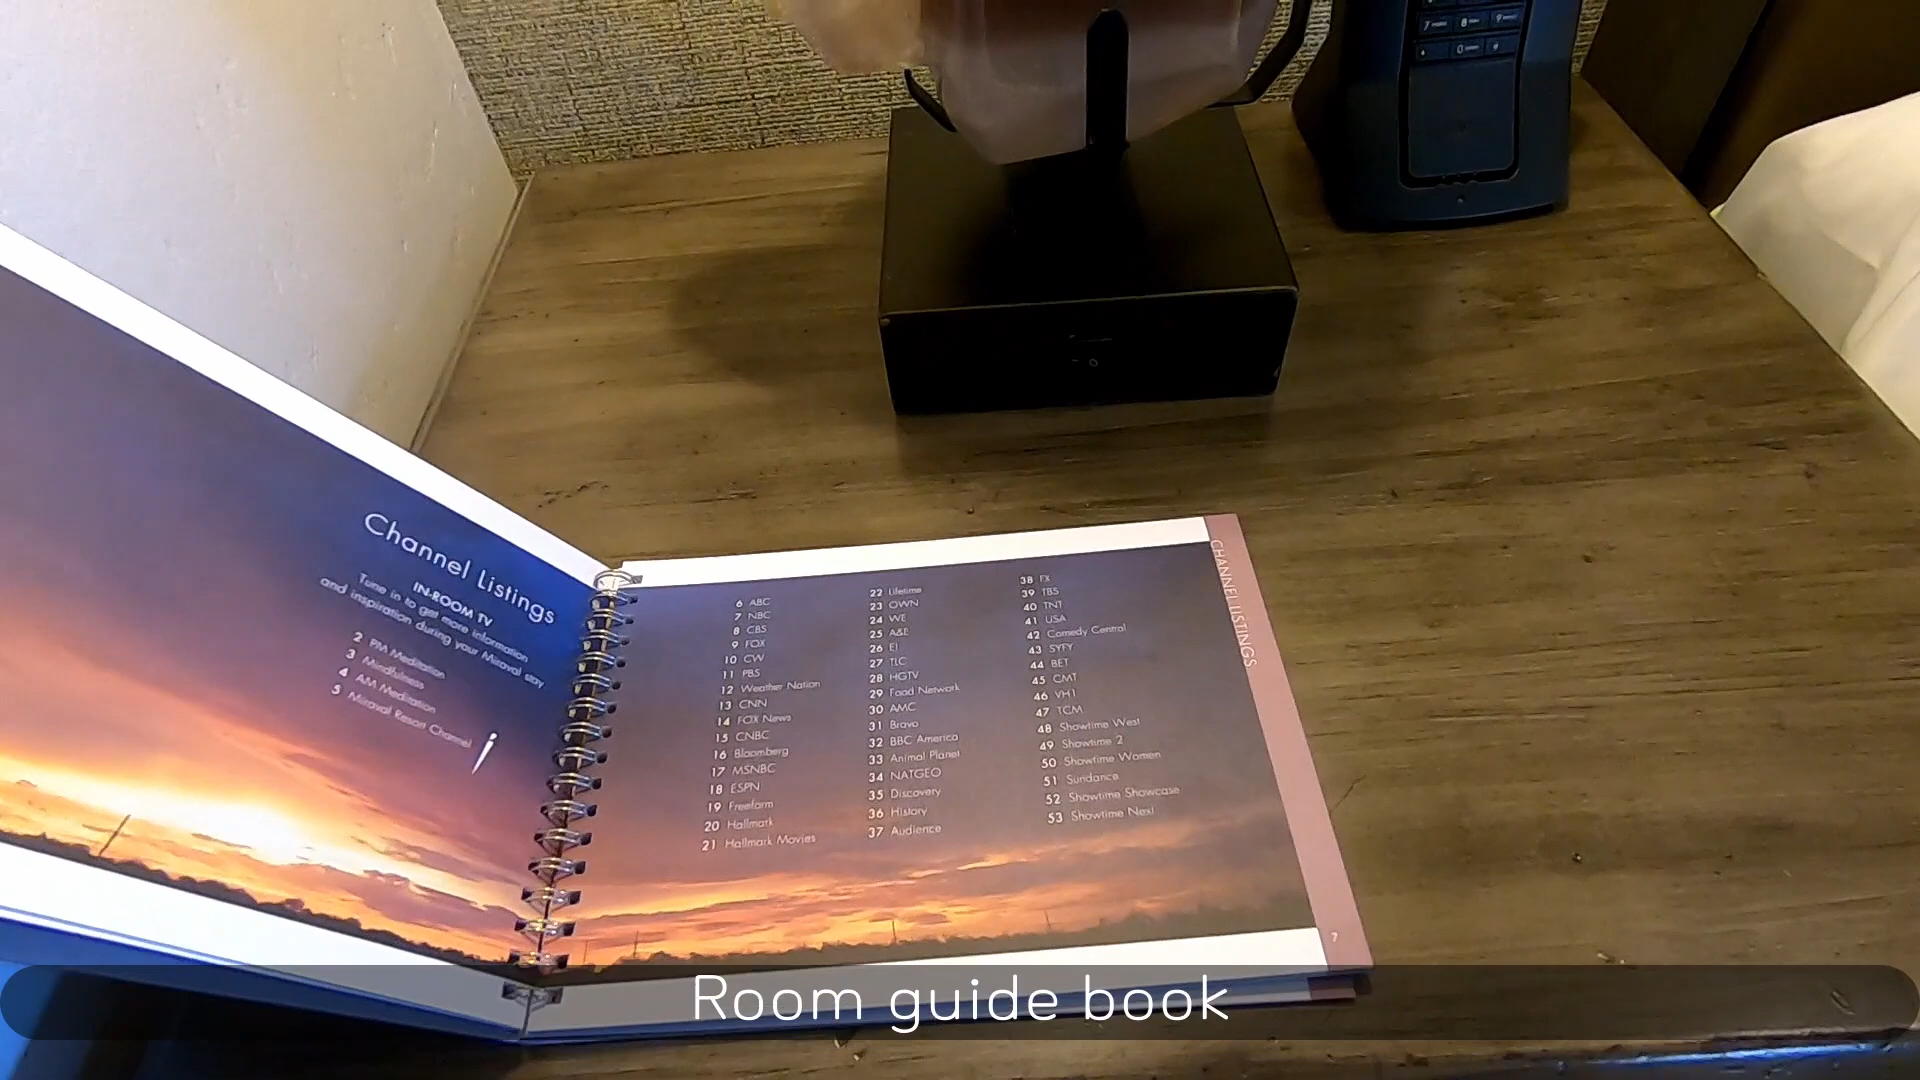 Channel Listings
IN-ROOM TV
Tune in to get more information
and inspiration during your Miraval stay
2 PM Meditation
3 Mindfulness
4 AM Meditation
5 Miraval Resort Channel
6 ABC
7 NBC
8 CBS
9 FOX
10 CW
11 PBS
12 Weather Nation
13 CNN
14 FOX News
15 CNBC
16 Bloomberg
17 MSNBC
18 ESPN
19 Freeform
20 Hallmark
21 Hallmark Movies
22 Lifetime
23 OWN
24 WE
25 A&E
26 E!
27 TLC
28 HGTV
29 Food Network
30 AMC
31 Bravo
32 BBC America
33 Animal Planet
34 NATGEO
35 Discovery
36 History
37 Audience
38 FX
39 TBS
40 TNT
41 USA
42 Comedy Central
43 SYFY
44 BET
45 CMT
46 VH1
47 TCM
48 Showtime West
49 Showtime 2
50 Showtime Women
51 Sundance
52 Showtime Showcase
53 Showtime Next
CHANNEL LISTINGS
7
Room guide book